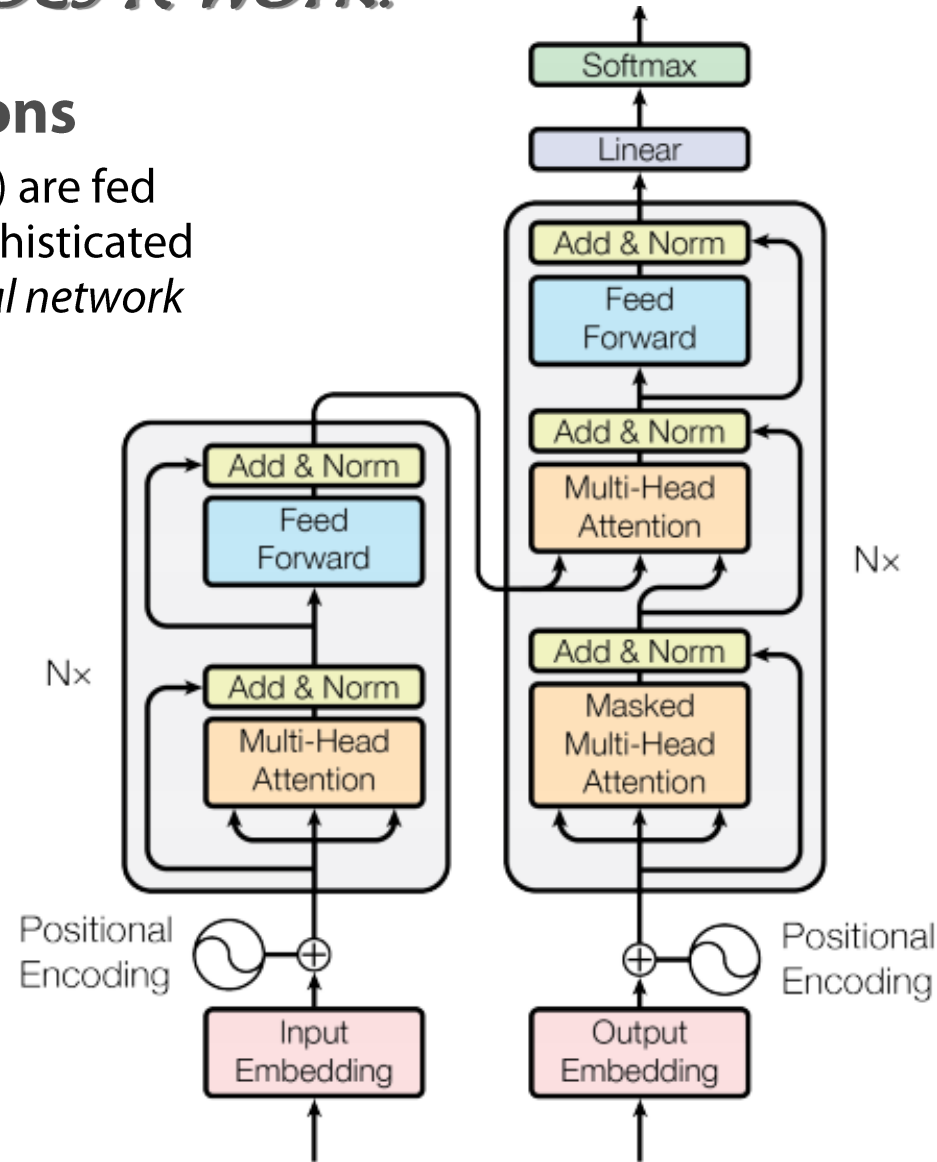 ons
) are fed
histicated
al network
Softmax
Linear
Add & Norm
Feed
Forward
Add & Norm
Multi-Head
Attention
Nx
Add & Norm
Masked
Multi-Head
Attention
Positional
Encoding
Output
Embedding
Add & Norm
Feed
Forward
Nx
Add & Norm
Multi-Head
Attention
Positional
Encoding
Input
Embedding